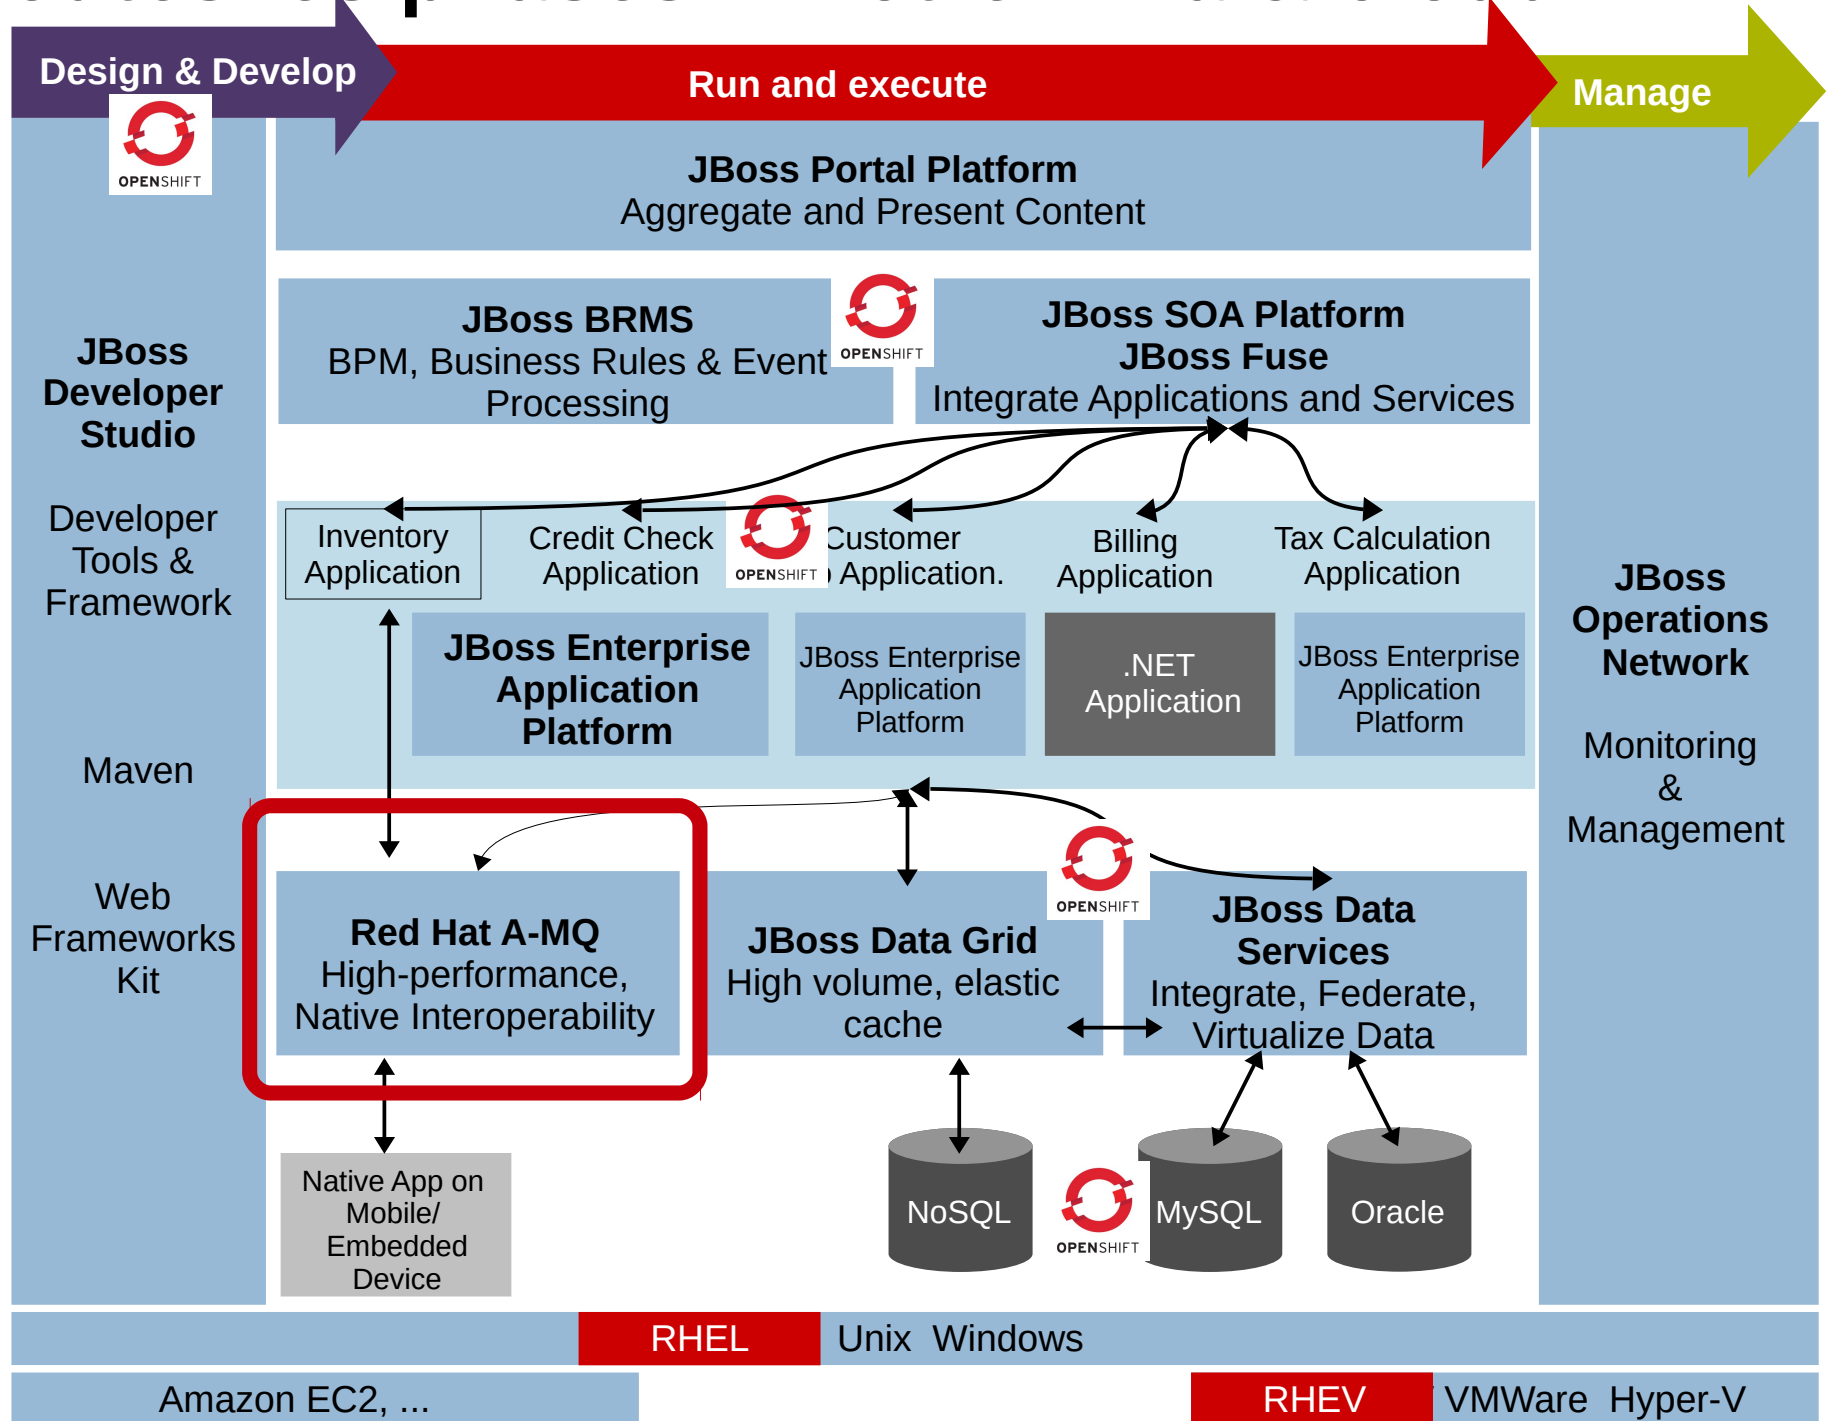 Design & Develop
Run and execute
Manage
OPENSHIFT
JBoss Portal Platform
Aggregate and Present Content
JBoss BRMS
BPM, Business Rules & Event
Processing
OPENSHIFT
JBoss SOA Platform
JBoss Fuse
Integrate Applications and Services
JBoss
Developer
Studio
Developer
Tools &
Framework
Maven
Web
Frameworks
Kit
Inventory
Application
Credit Check
Application
OPENSHIFT
Customer
Application.
Billing
Application
Tax Calculation
Application
JBoss Enterprise
Application
Platform
JBoss Enterprise
Application
Platform
.NET
Application
JBoss Enterprise
Application
Platform
JBoss
Operations
Network
Monitoring
&
Management
Red Hat A-MQ
High-performance,
Native Interoperability
JBoss Data Grid
High volume, elastic
cache
OPENSHIFT
JBoss Data
Services
Integrate, Federate,
Virtualize Data
Native App on
Mobile/
Embedded
Device
NoSQL
OPENSHIFT
MySQL
Oracle
RHEL Unix Windows
Amazon EC2, ...
RHEV VMWare Hyper-V